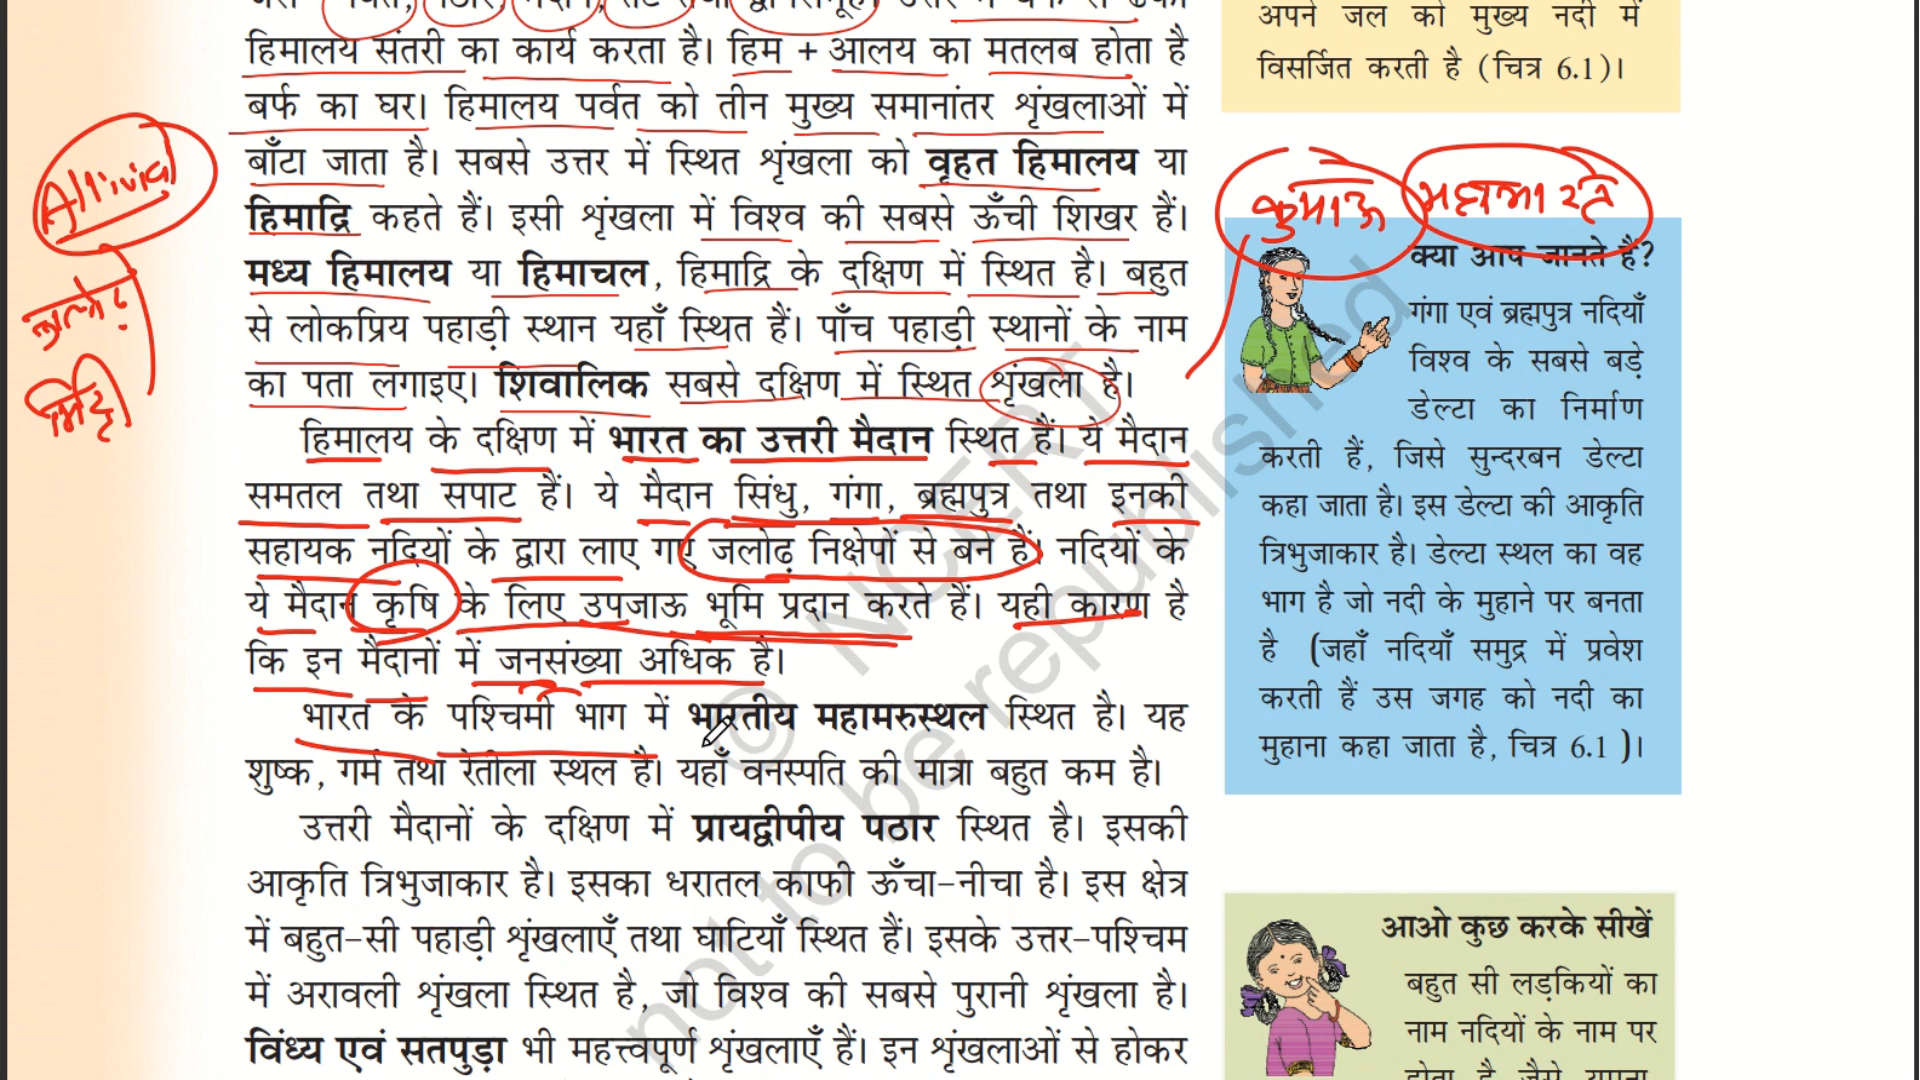 हिमालय संतरी का कार्य करता है। हिम + आलय का मतलब होता है
बर्फ का घर। हिमालय पर्वत को तीन मुख्य समानांतर शृंखलाओं में
बाँटा जाता है। सबसे उत्तर में स्थित शृंखला को वृहत हिमालय या
हिमाद्रि कहते हैं। इसी शृंखला में विश्व की सबसे ऊँची शिखर हैं।
मध्य हिमालय या हिमाचल, हिमाद्रि के दक्षिण में स्थित है। बहुत
से लोकप्रिय पहाड़ी स्थान यहाँ स्थित हैं। पाँच पहाड़ी स्थानों के नाम
का पता लगाइए। शिवालिक सबसे दक्षिण में स्थित शृंखला है।
हिमालय के दक्षिण में भारत का उत्तरी मैदान स्थित हैं। ये मैदान
समतल तथा सपाट हैं। ये मैदान सिंधु, गंगा, ब्रह्मपुत्र तथा इनकी
सहायक नदियों के द्वारा लाए गए जलोढ़ निक्षेपों से बने हैं। नदियों के
ये मैदान कृषि के लिए उपजाऊ भूमि प्रदान करते हैं। यही कारण है
कि इन मैदानों में जनसंख्या अधिक है।
भारत के पश्चिमी भाग में भारतीय महामरुस्थल स्थित है। यह
शुष्क, गर्म तथा रेतीला स्थल है। यहाँ वनस्पति की मात्रा बहुत कम है।
उत्तरी मैदानों के दक्षिण में प्रायद्वीपीय पठार स्थित है। इसकी
आकृति त्रिभुजाकार है। इसका धरातल काफी ऊँचा-नीचा है। इस क्षेत्र
में बहुत-सी पहाड़ी शृंखलाएँ तथा घाटियाँ स्थित हैं। इसके उत्तर-पश्चिम
में अरावली शृंखला स्थित है, जो विश्व की सबसे पुरानी शृंखला है।
विंध्य एवं सतपुड़ा भी महत्त्वपूर्ण शृंखलाएँ हैं। इन शृंखलाओं से होकर
अपने जल को मुख्य नदी में
विसर्जित करती है (चित्र 6.1)।
कुमाऊ महाभारत
क्या आप जानते हैं?
गंगा एवं ब्रह्मपुत्र नदियाँ
विश्व के सबसे बड़े
डेल्टा का निर्माण
करती हैं, जिसे सुन्दरबन डेल्टा
कहा जाता है। इस डेल्टा की आकृति
त्रिभुजाकार है। डेल्टा स्थल का वह
भाग है जो नदी के मुहाने पर बनता
है (जहाँ नदियाँ समुद्र में प्रवेश
करती हैं उस जगह को नदी का
मुहाना कहा जाता है, चित्र 6.1 )।
आओ कुछ करके सीखें
बहुत सी लड़कियों का
नाम नदियों के नाम पर
© NCERT
not to be republished